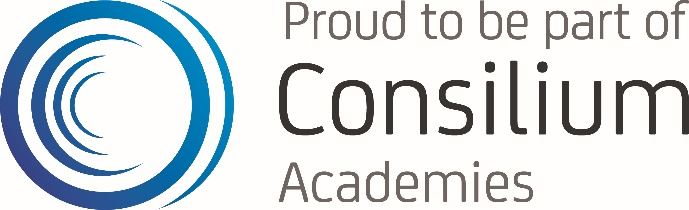 Proud to be part of
Consilium
Academies